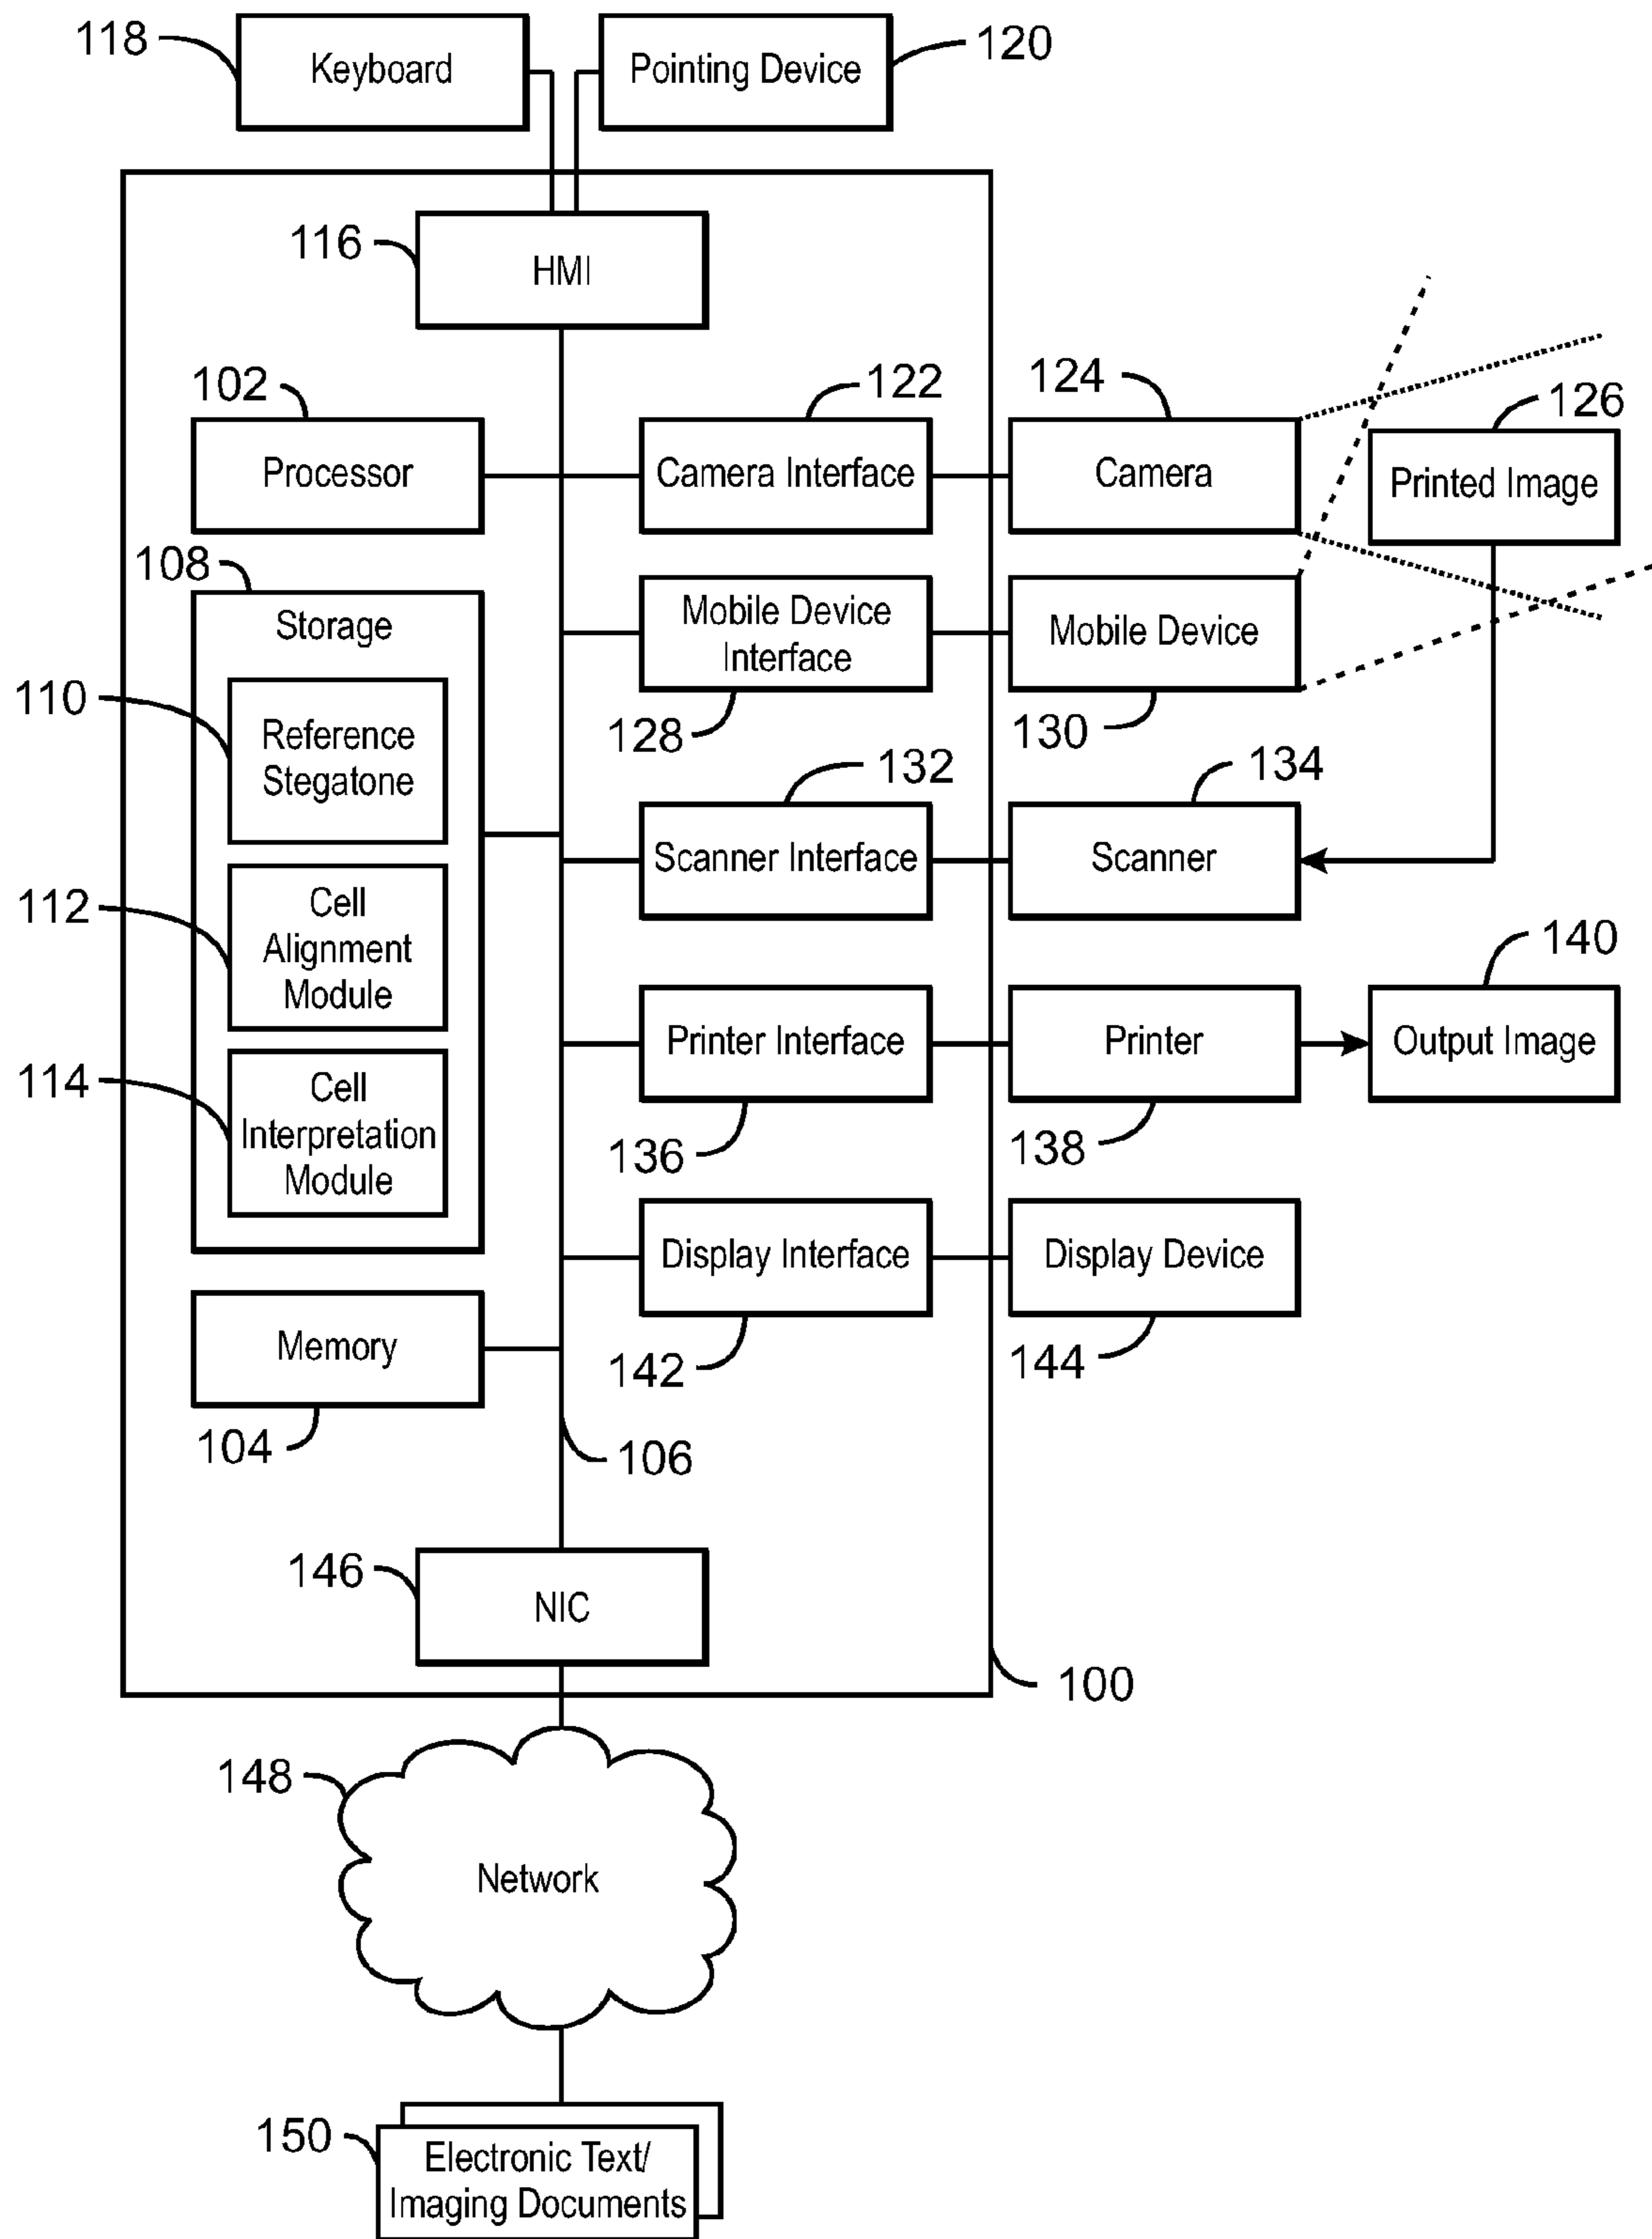 118
Keyboard
Pointing Device
120
116
HMI
102
122
124
126
Processor
Camera Interface
Camera
Printed Image
108
Storage
Mobile Device
Interface
Mobile Device
128
130
110
Reference
Stegatone
132
134
Scanner Interface
Scanner
112
Cell
Alignment
Module
140
Printer Interface
Printer
Output Image
136
138
114
Cell
Interpretation
Module
Display Interface
Display Device
142
144
Memory
104
106
146
NIC
100
148
Network
150
Electronic Text/
Imaging Documents